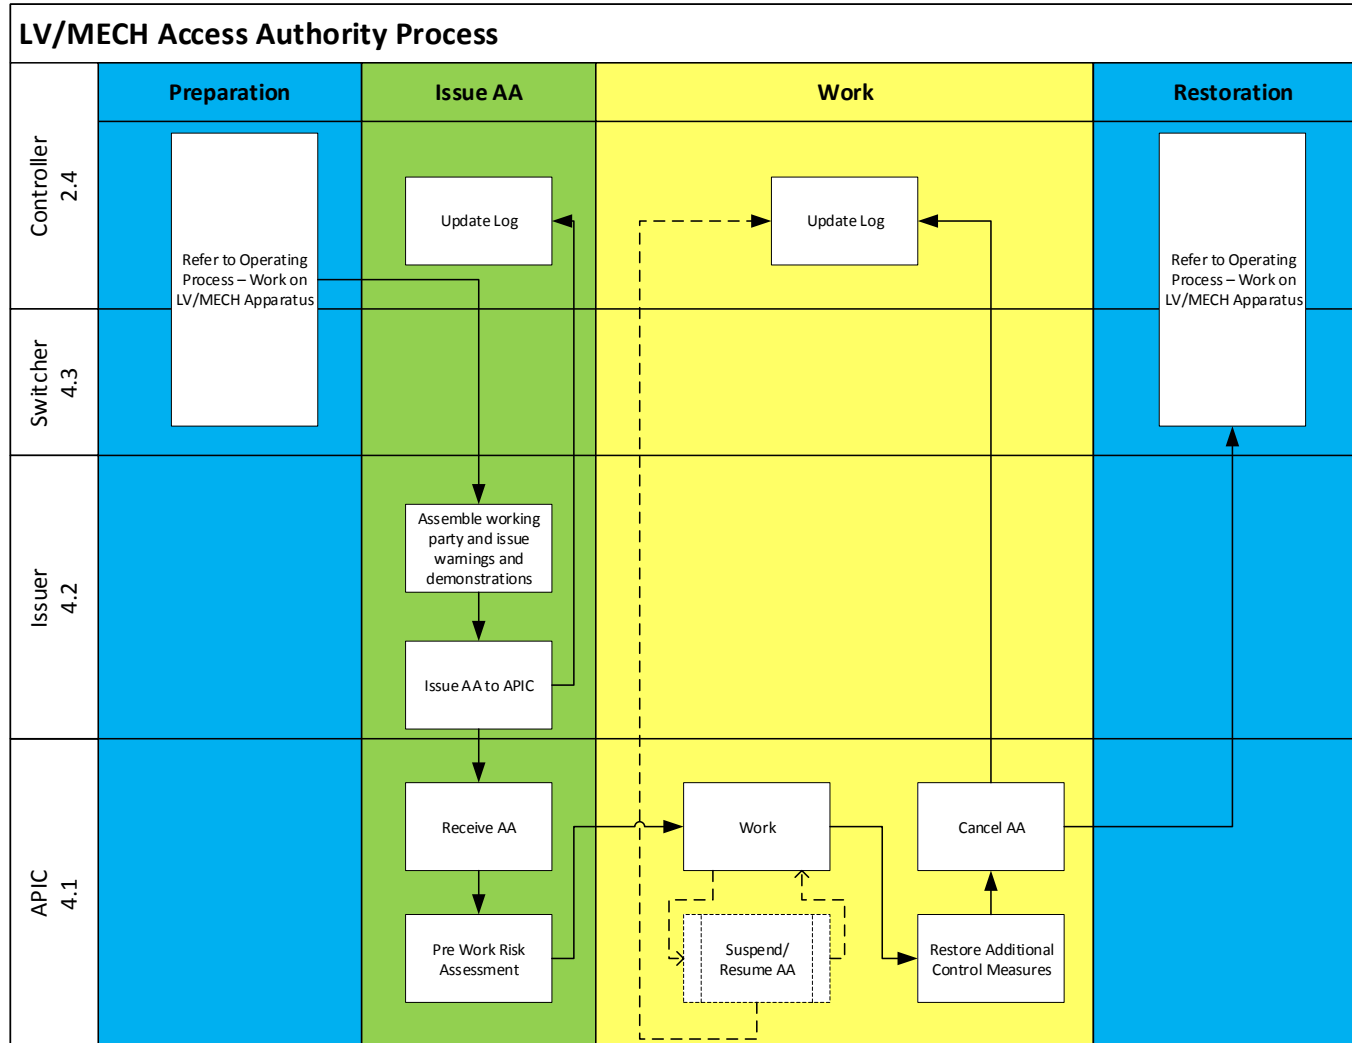 LV/MECH Access Authority Process
Preparation
Issue AA
Work
Restoration
Controller
2.4
Refer to Operating
Process – Work on
LV/MECH Apparatus
Update Log
Update Log
Refer to Operating
Process – Work on
LV/MECH Apparatus
Switcher
4.3
Issuer
4.2
Assemble working
party and issue
warnings and
demonstrations
Issue AA to APIC
APIC
4.1
Receive AA
Work
Cancel AA
Pre Work Risk
Assessment
Suspend/
Resume AA
Restore Additional
Control Measures